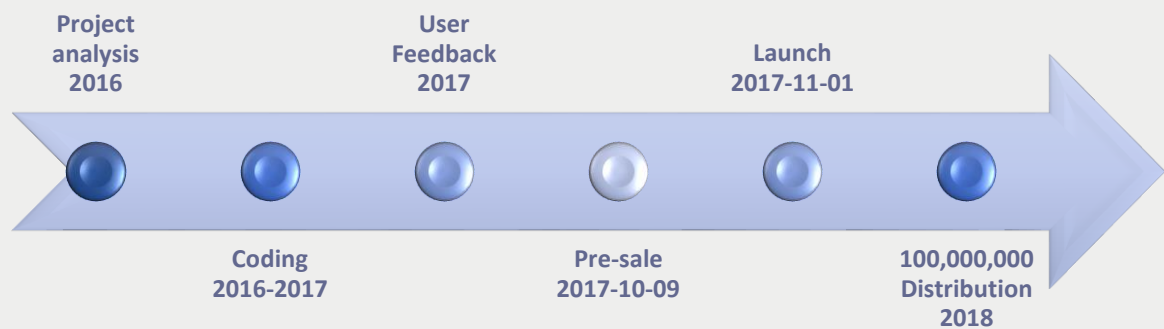 Project
analysis
2016
Coding
2016-2017
User
Feedback
2017
Pre-sale
2017-10-09
Launch
2017-11-01
100,000,000
Distribution
2018